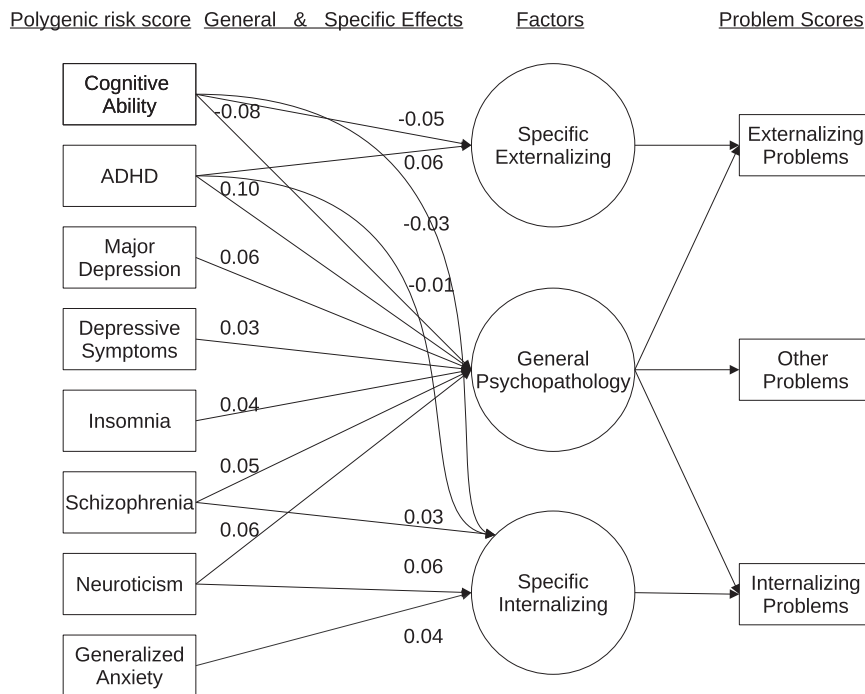 Polygenic risk score General & Specific Effects Factors Problem Scores
Cognitive
Ability
-0.08
-0.05
Specific
Externalizing
Externalizing
Problems
ADHD
0.06
0.10
-0.03
Major
Depression
0.06
-0.01
Depressive
Symptoms
0.03
General
Psychopathology
Other
Problems
Insomnia
0.04
Schizophrenia
0.05
0.03
Neuroticism
0.06
0.06
Specific
Internalizing
Internalizing
Problems
Generalized
Anxiety
0.04